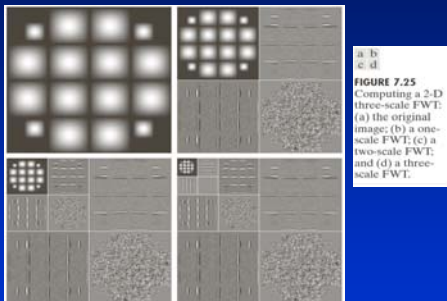 a b
c d
FIGURE 7.25
Computing a 2-D
three-scale FWT:
(a) the original
image; (b) a one-
scale FWT; (c) a
two-scale FWT;
and (d) a three-
scale FWT.